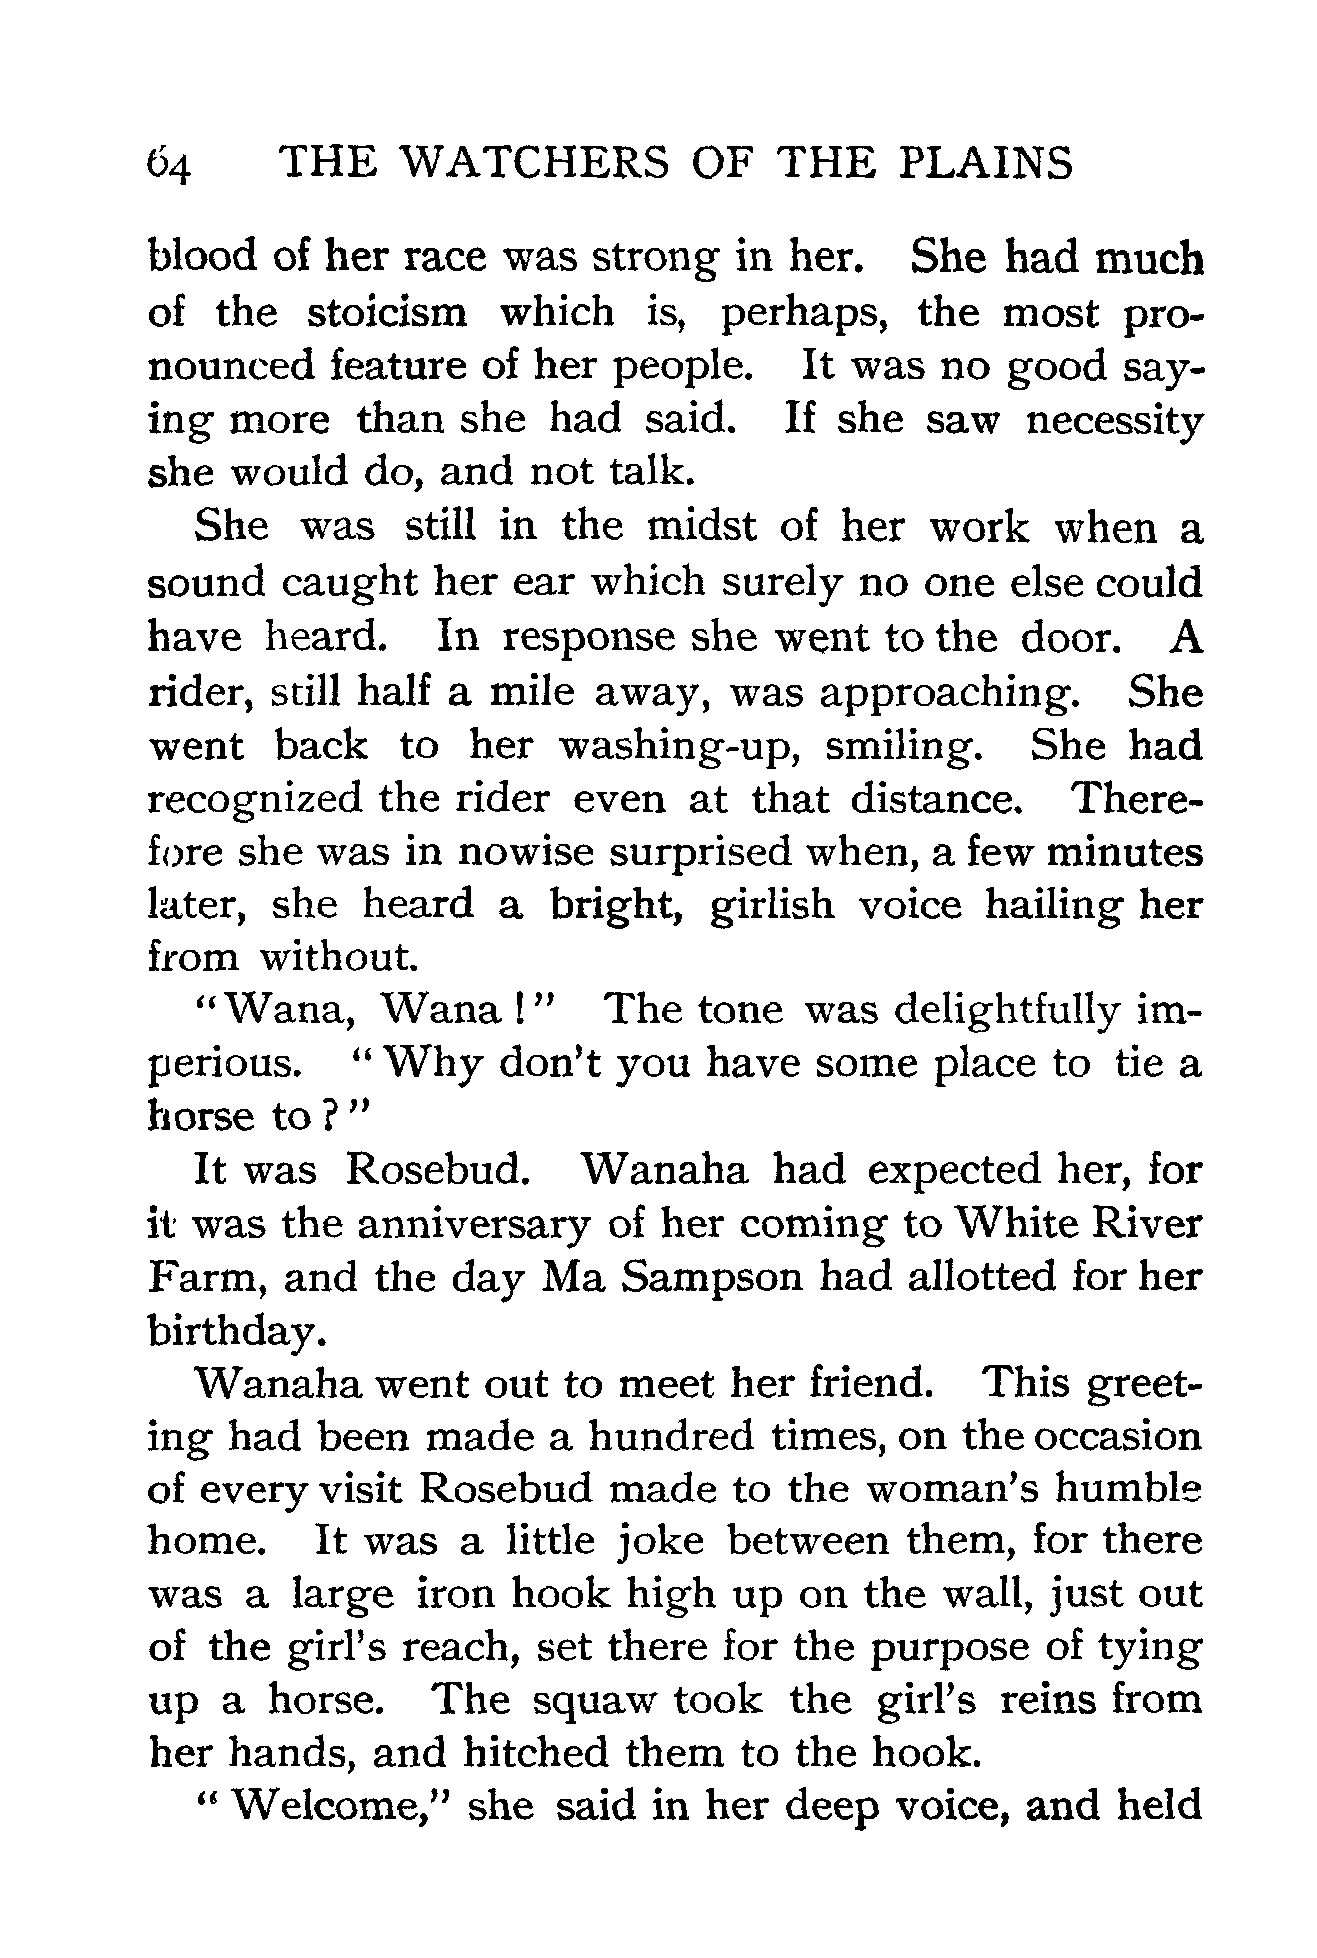 64 THE WATCHERS OF THE PLAINS
blood of her race was strong in her. She had much
of the stoicism which is, perhaps, the most pro-
nounced feature of her people. It was no good say-
ing more than she had said. If she saw necessity
she would do, and not talk.
She was still in the midst of her work when a
sound caught her ear which surely no one else could
have heard. In response she went to the door. A
rider, still half a mile away, was approaching. She
went back to her washing-up, smiling. She had
recognized the rider even at that distance. There-
fore she was in nowise surprised when, a few minutes
later, she heard a bright, girlish voice hailing her
from without.
“Wana, Wana!” The tone was delightfully im-
perious. “Why don't you have some place to tie a
horse to?”
It was Rosebud. Wanaha had expected her, for
it was the anniversary of her coming to White River
Farm, and the day Ma Sampson had allotted for her
birthday.
Wanaha went out to meet her friend. This greet-
ing had been made a hundred times, on the occasion
of every visit Rosebud made to the woman's humble
home. It was a little joke between them, for there
was a large iron hook high up on the wall, just out
of the girl's reach, set there for the purpose of tying
up a horse. The squaw took the girl's reins from
her hands, and hitched them to the hook.
“Welcome,” she said in her deep voice, and held